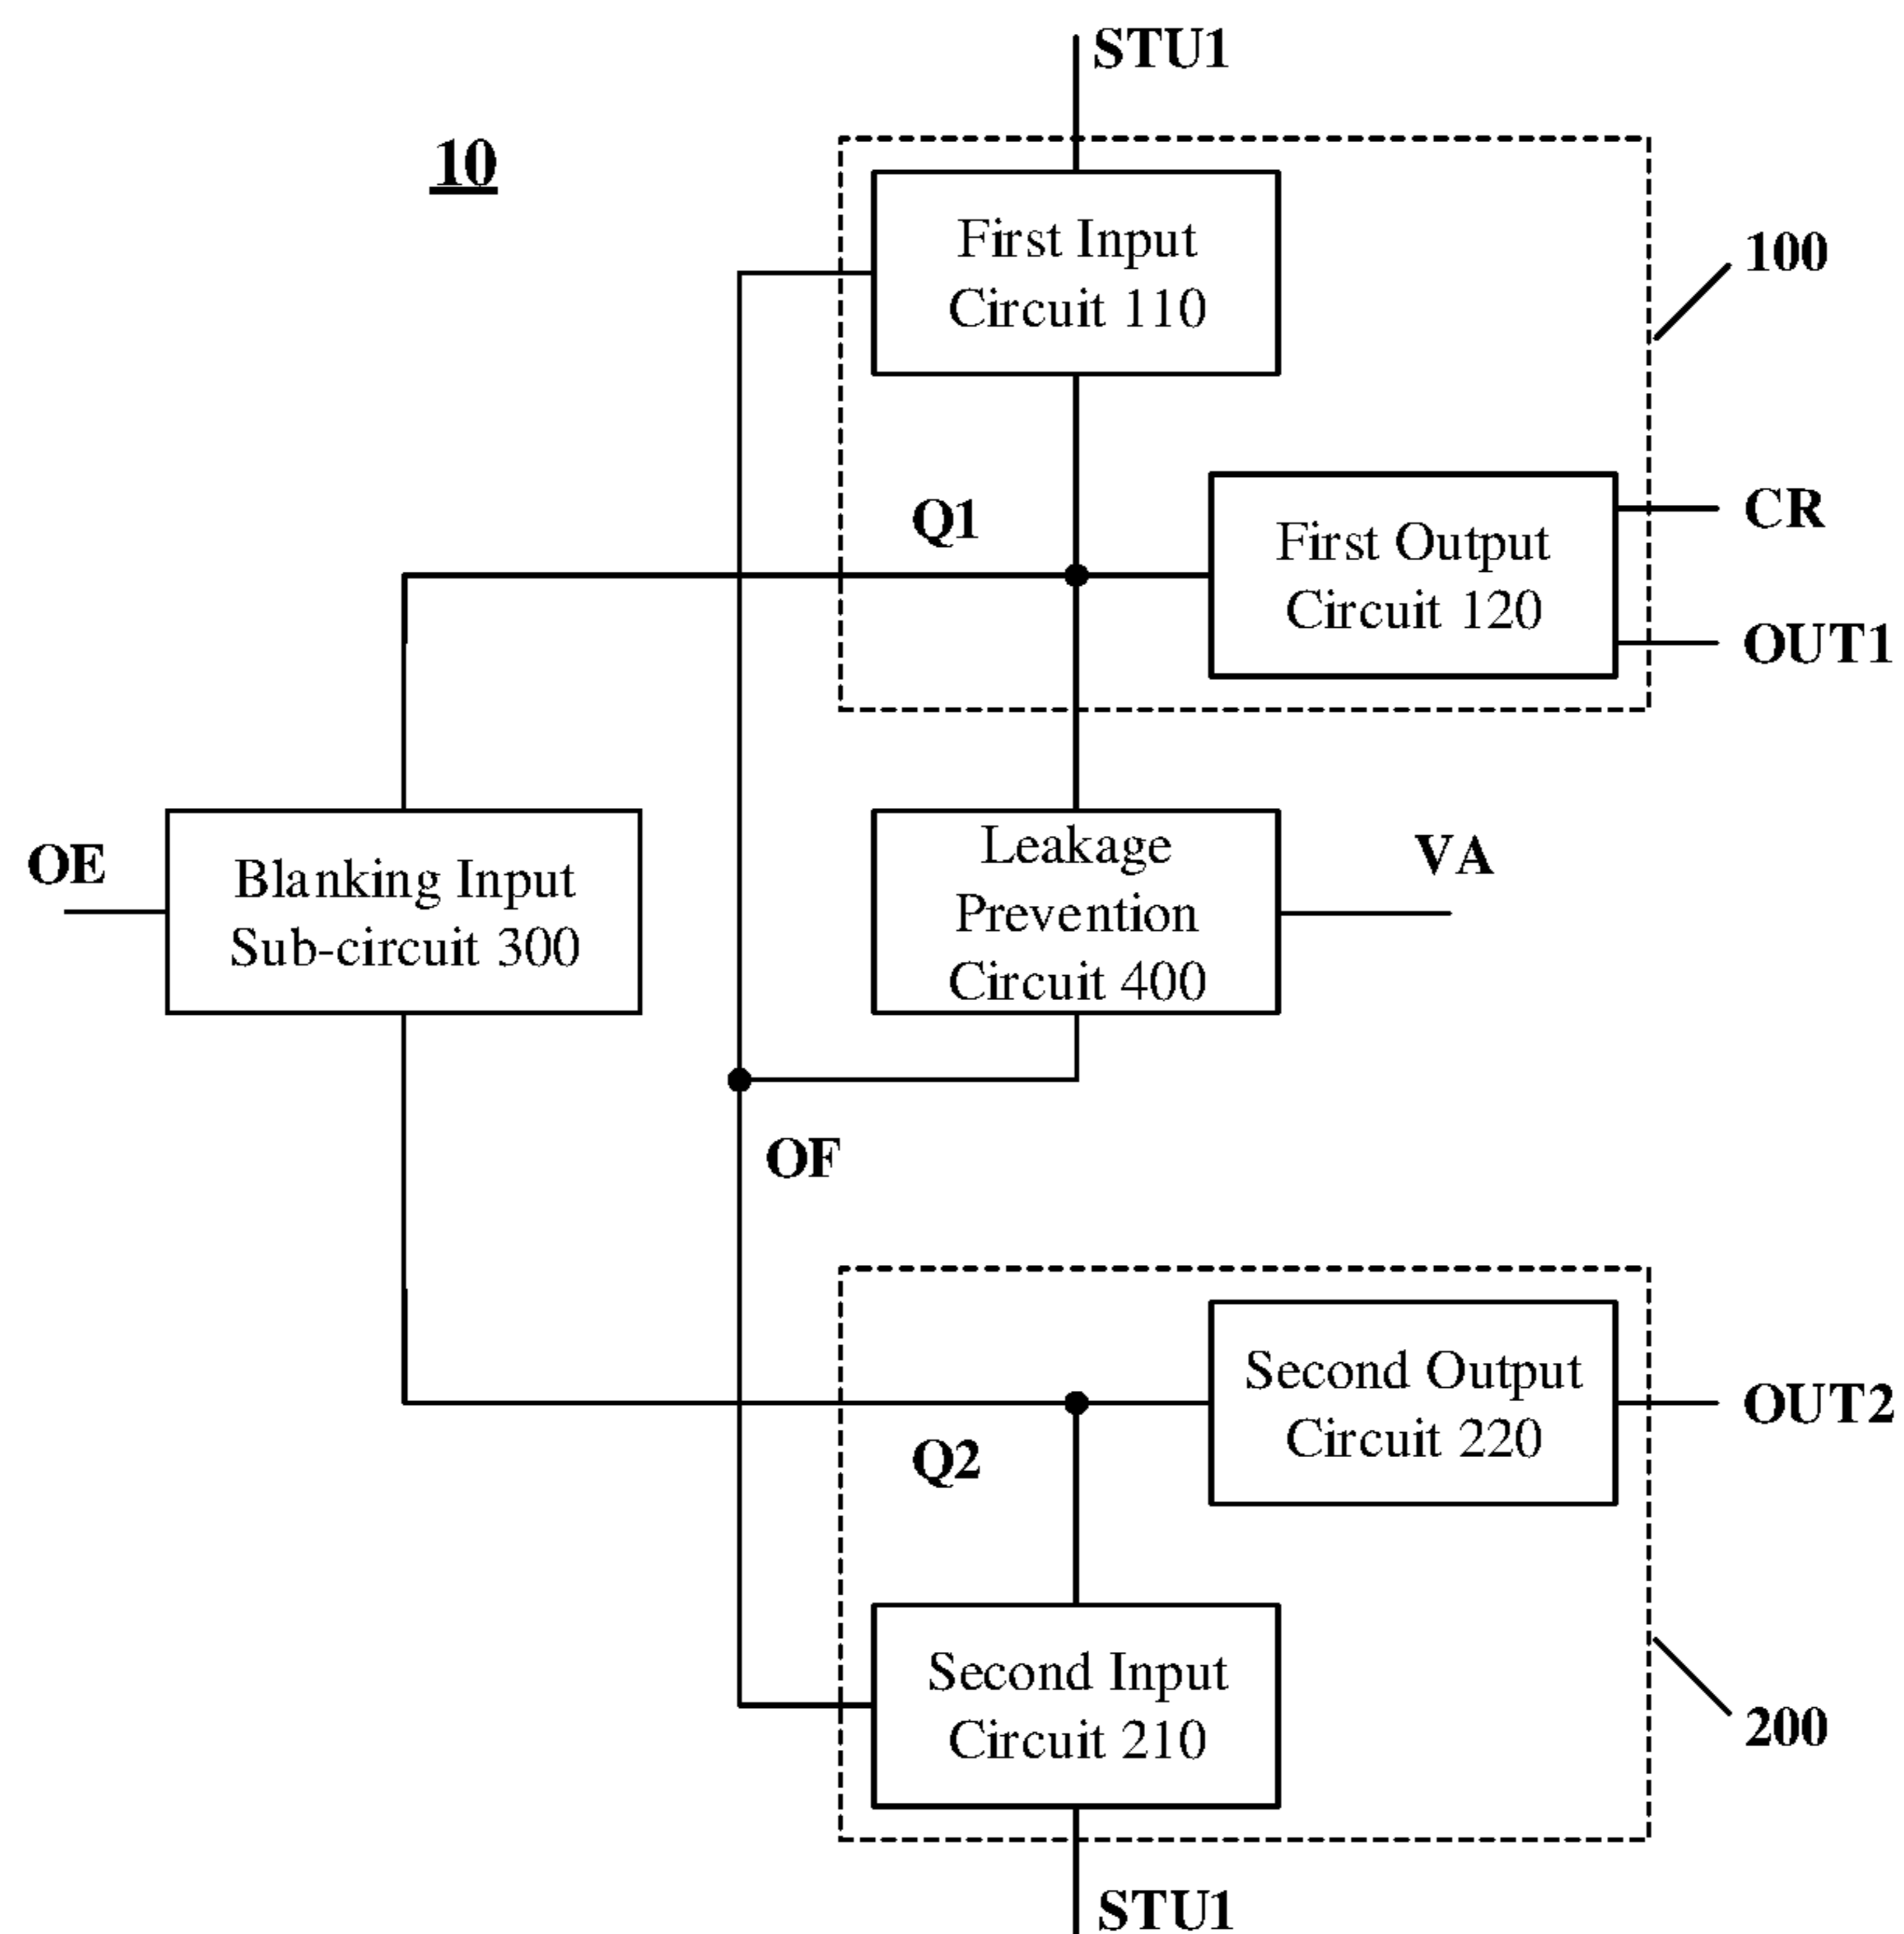 STU1
10
First Input
Circuit 110
100
Q1
First Output
Circuit 120
CR
OUT1
OE
Blanking Input
Sub-circuit 300
Leakage
Prevention
Circuit 400
VA
OF
Second Output
Circuit 220
OUT2
Q2
Second Input
Circuit 210
200
STU1